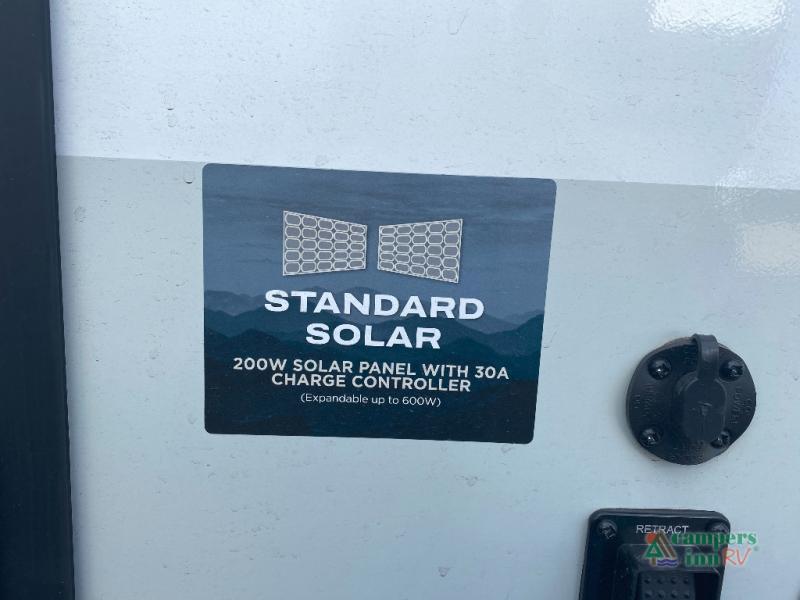 STANDARD
SOLAR
200W SOLAR PANEL WITH 30A
CHARGE CONTROLLER
(Expandable up to 600W)
RETRACT
campers
inn RV